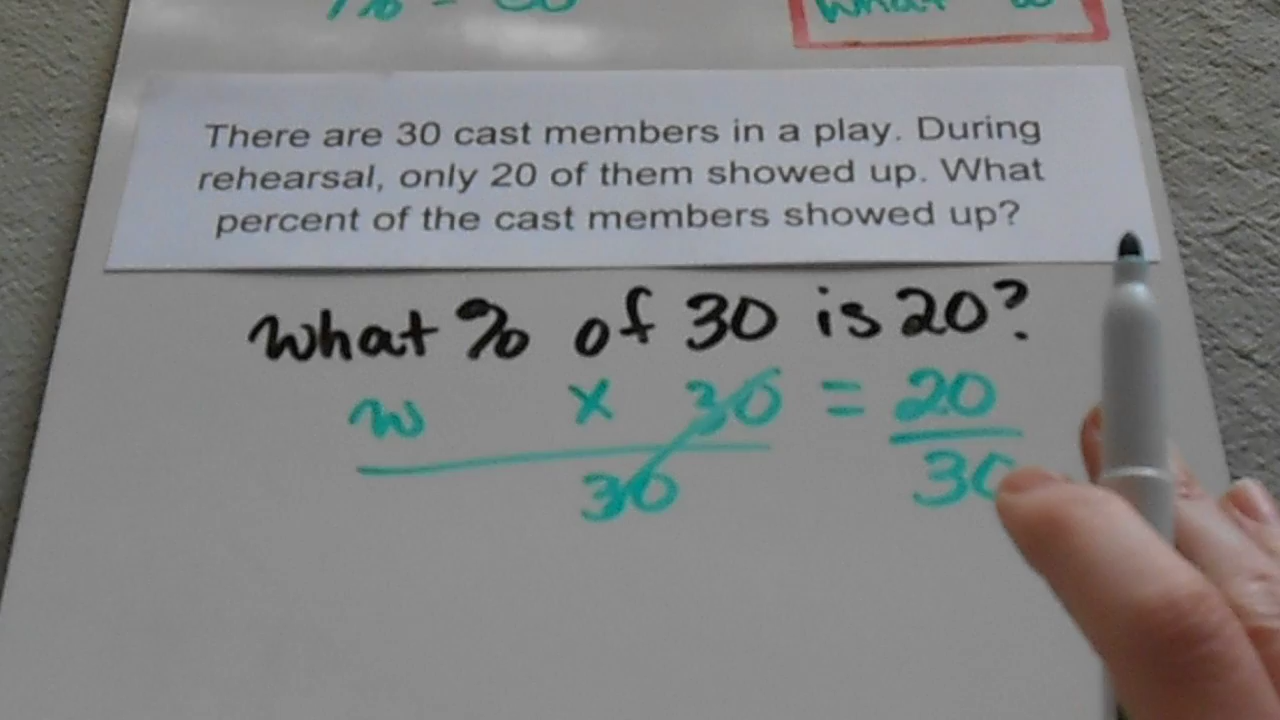 There are 30 cast members in a play. During
rehearsal, only 20 of them showed up. What
percent of the cast members showed up?
What % of 30 is 20?
w x 30 = 20
30 30